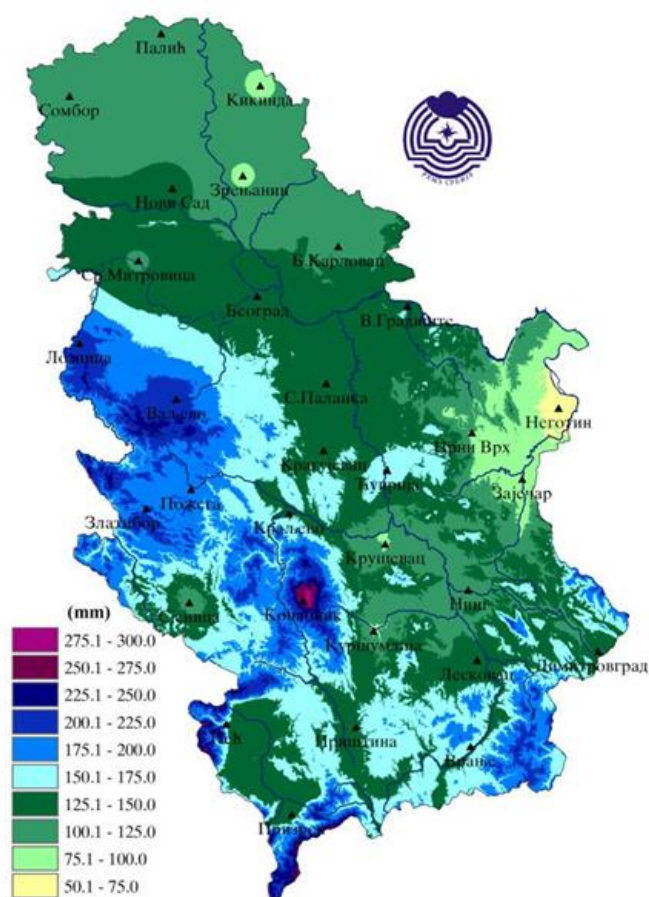 Палић
Кикинда
Сомбор
Зрењанин
Нови Сад
Б.Карловац
Ср.Митровица
Београд
В.Градиште
Лозница
С.Паланка
Ваљево
Неготин
Црни Врх
Крагујевац
Ћуприја
Зајечар
Пожега
Златибор
Краљево
Крушевац
Ниш
Сјеница
Копаоник
Куршумлија
Лесковац
Димитровград
Пећ
Приштина
Врање
Призрен
(mm)
275.1 - 300.0
250.1 - 275.0
225.1 - 250.0
200.1 - 225.0
175.1 - 200.0
150.1 - 175.0
125.1 - 150.0
100.1 - 125.0
75.1 - 100.0
50.1 - 75.0